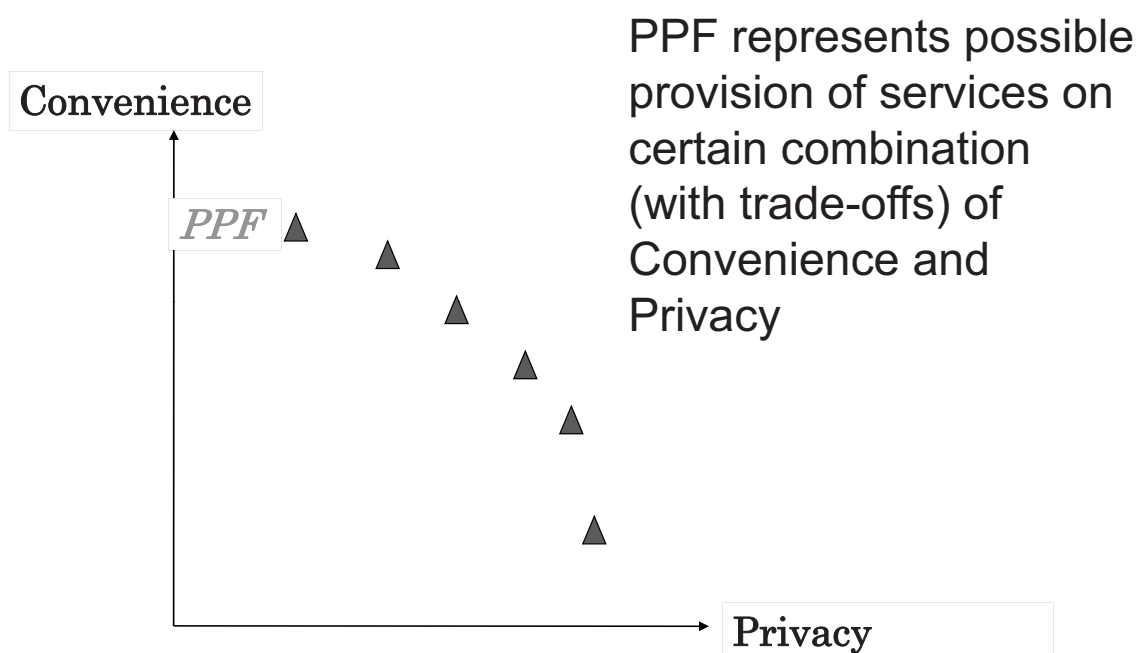 PPF represents possible
provision of services on
certain combination
(with trade-offs) of
Convenience and
Privacy
Convenience
PPF
Privacy